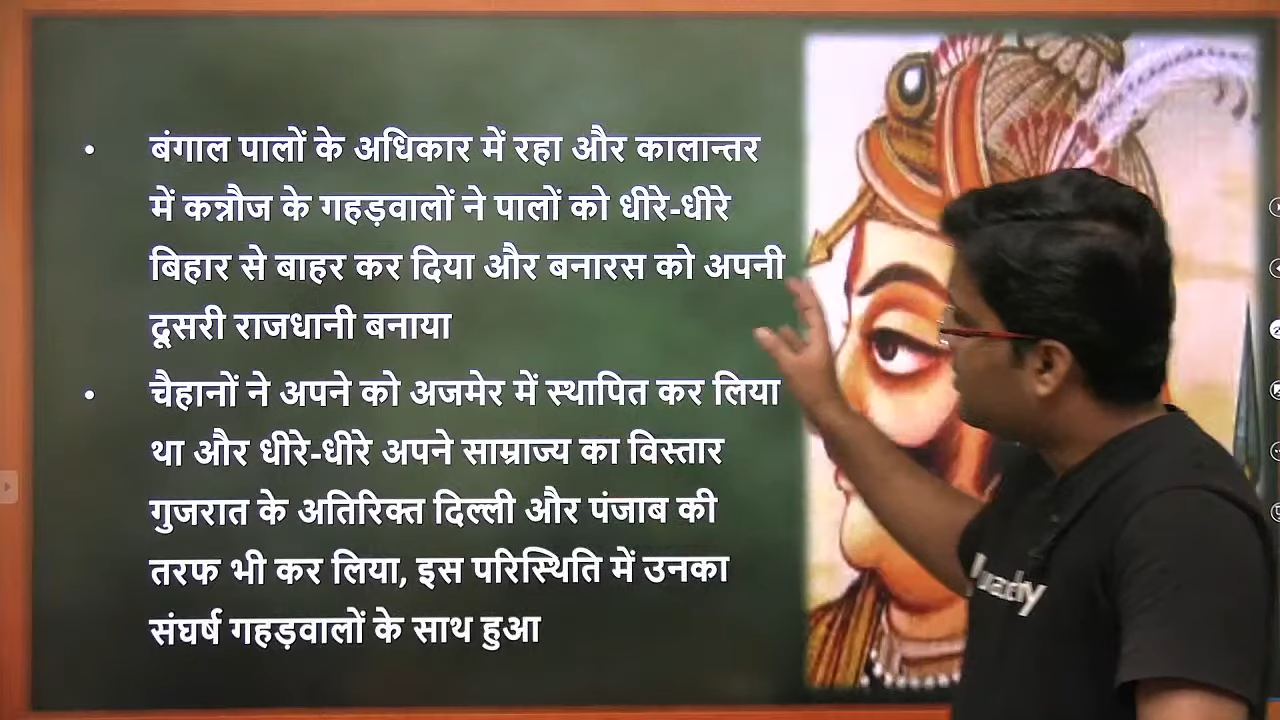 बंगाल पालों के अधिकार में रहा और कालान्तर
में कन्नौज के गहड़वालों ने पालों को धीरे-धीरे
बिहार से बाहर कर दिया और बनारस को अपनी
दूसरी राजधानी बनाया
चैहानों ने अपने को अजमेर में स्थापित कर लिया
था और धीरे-धीरे अपने साम्राज्य का विस्तार
गुजरात के अतिरिक्त दिल्ली और पंजाब की
तरफ भी कर लिया, इस परिस्थिति में उनका
संघर्ष गहड़वालों के साथ हुआ